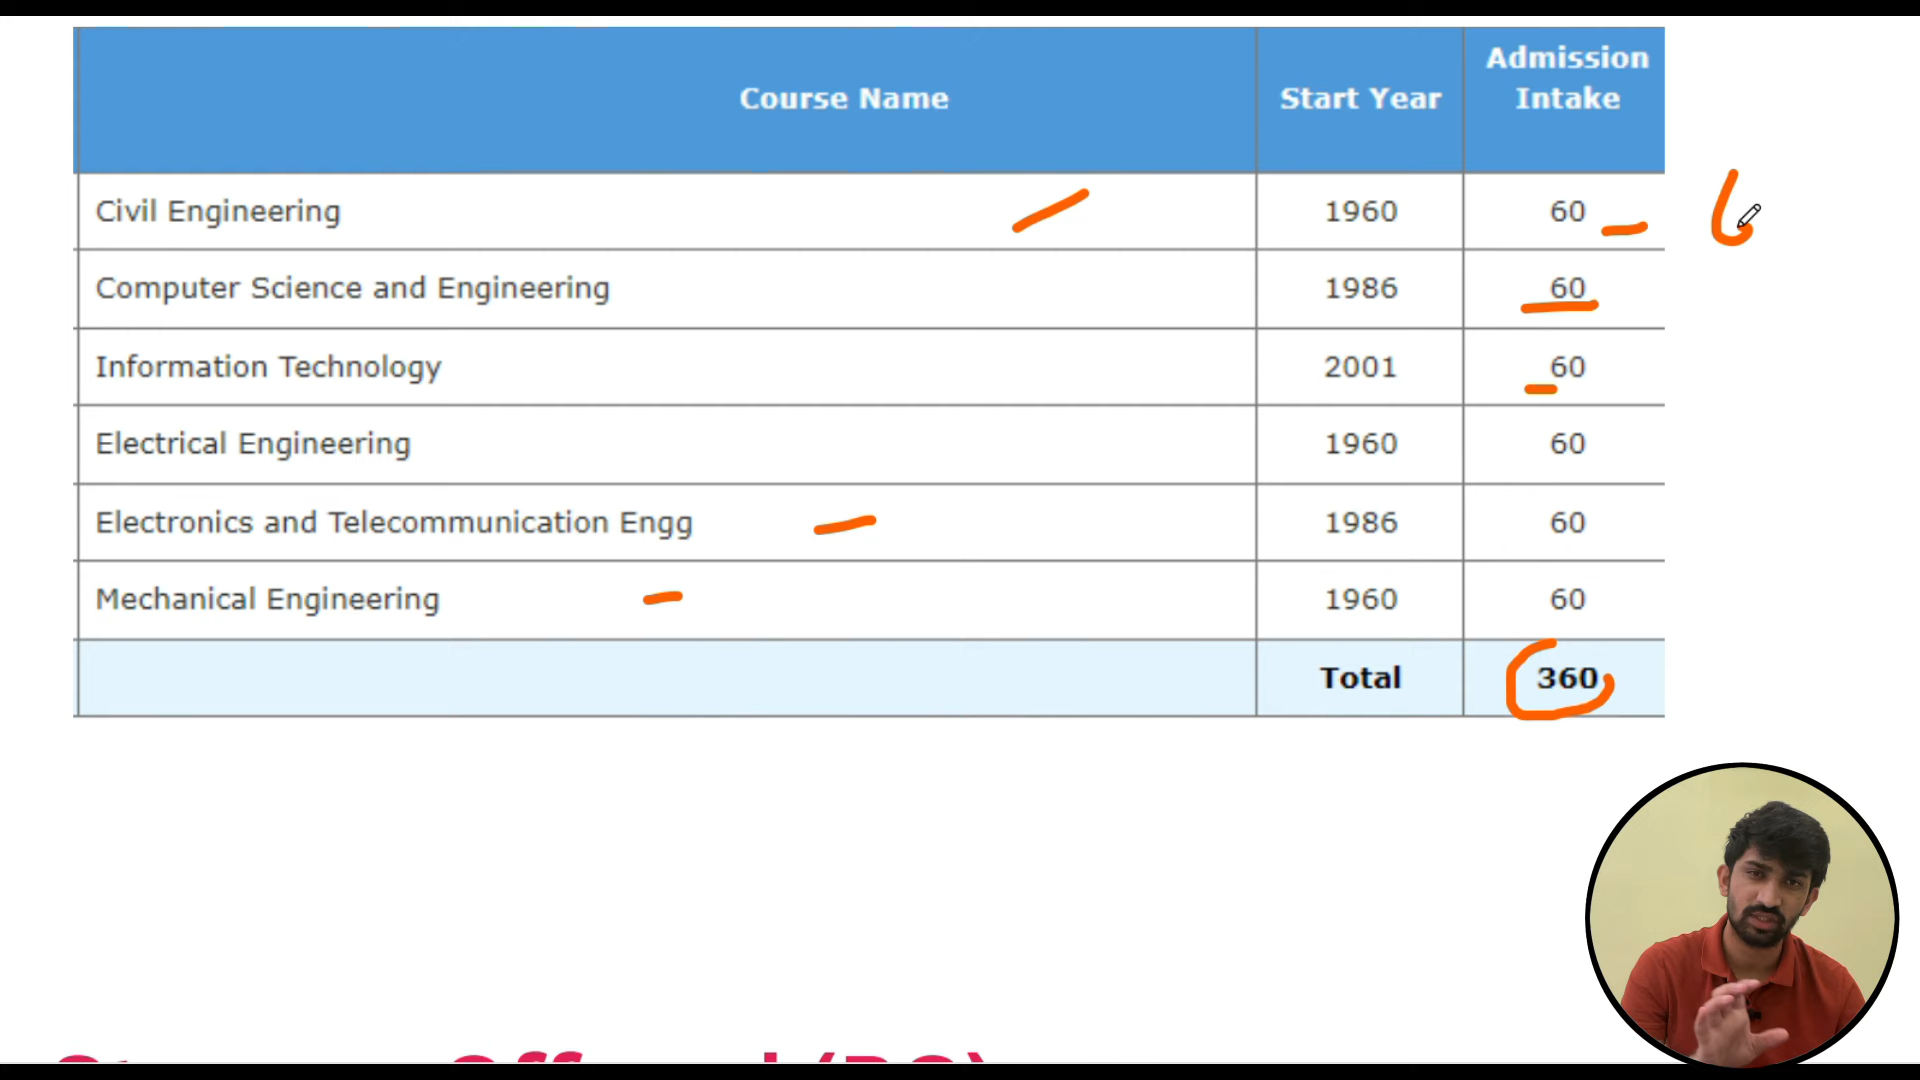 Course Name Start Year Admission Intake
Civil Engineering 1960 60
Computer Science and Engineering 1986 60
Information Technology 2001 60
Electrical Engineering 1960 60
Electronics and Telecommunication Engg 1986 60
Mechanical Engineering 1960 60
Total 360